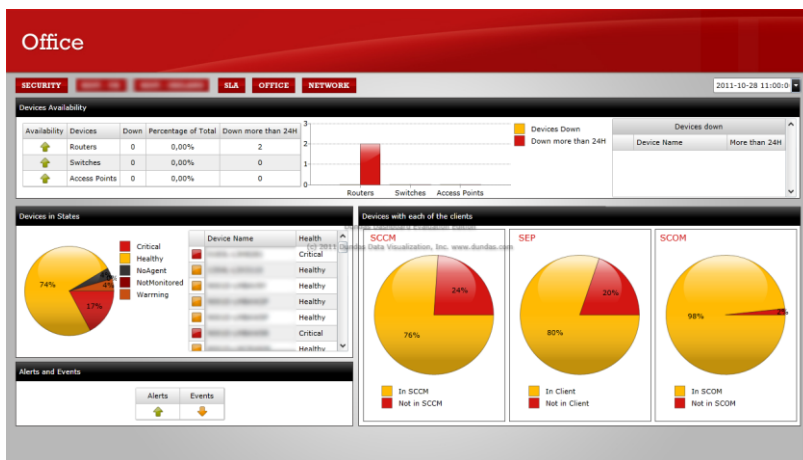 Office
SECURITY SLA OFFICE NETWORK 2011-10-28 11:00:0
Devices Availability
Availability Devices Down Percentage of Total Down more than 24H
Routers 0 0,00% 2
Switches 0 0,00% 0
Access Points 0 0,00% 0
3
2
1
0
Routers Switches Access Points
Devices Down
Down more than 24H
Devices down
Device Name More than 24H
Devices in States
74%
4%
17%
Critical
Healthy
NoAgent
NotMonitored
Warrning
Device Name Health
Critical
Healthy
Healthy
Healthy
Healthy
Critical
Healthy
Devices with each of the clients
Dundas Dashboard Evaluation Edition
(c) 2011 Dundas Data Visualization, Inc. www.dundas.com
SCCM
24%
76%
In SCCM
Not in SCCM
SEP
20%
80%
In Client
Not in Client
SCOM
98%
2%
In SCOM
Not in SCOM
Alerts and Events
Alerts Events